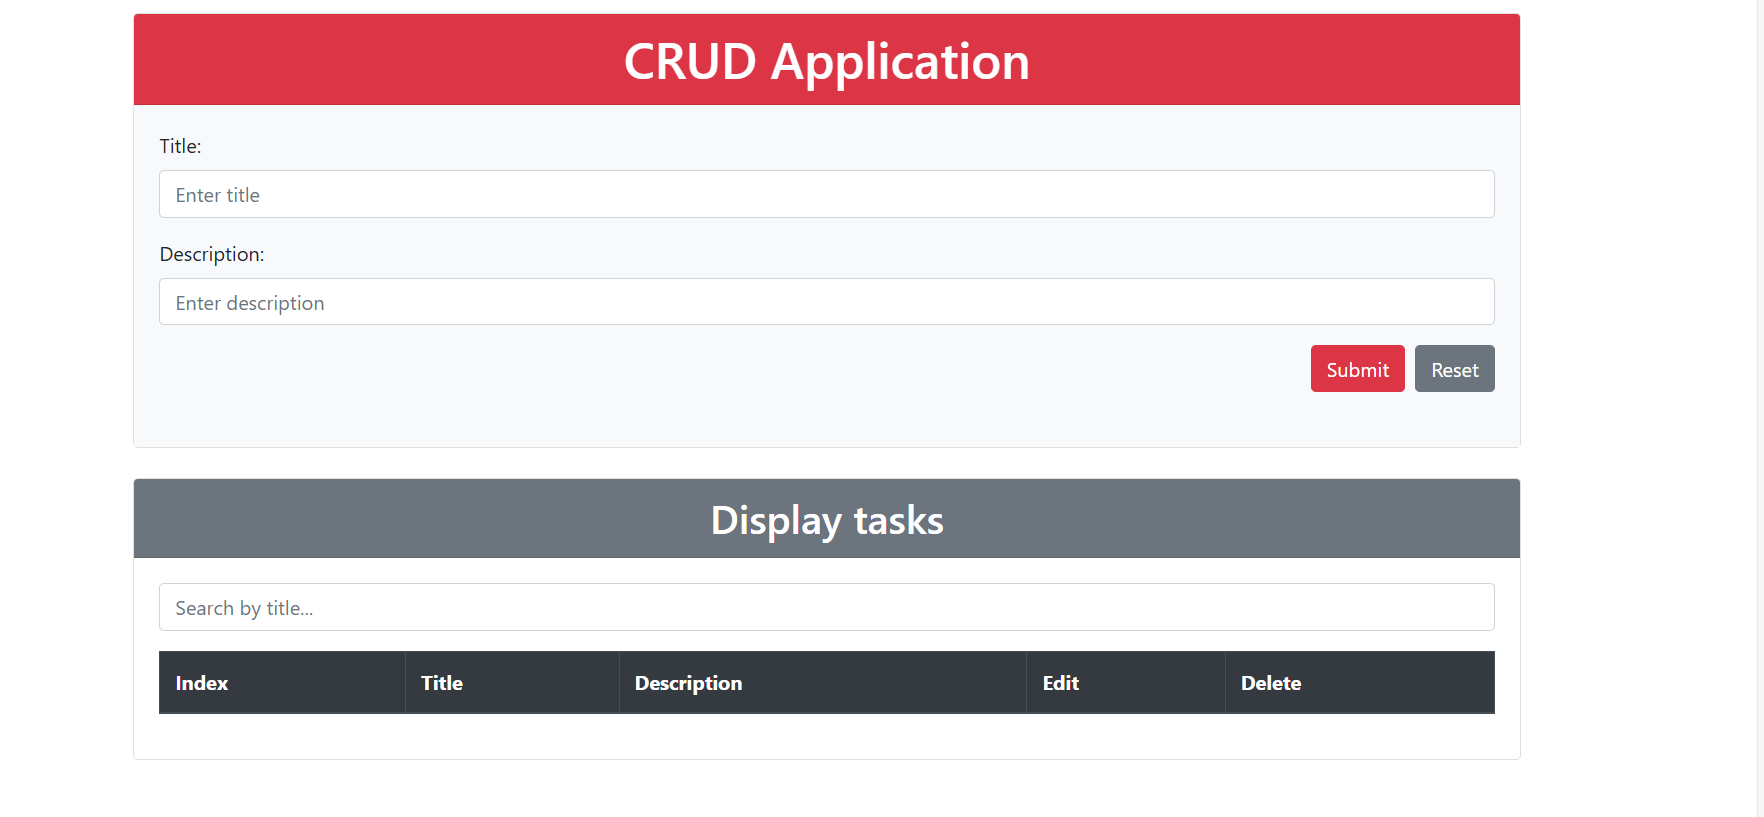 CRUD Application
Title:
Enter title
Description:
Enter description
Submit Reset
Display tasks
Search by title...
Index Title Description Edit Delete